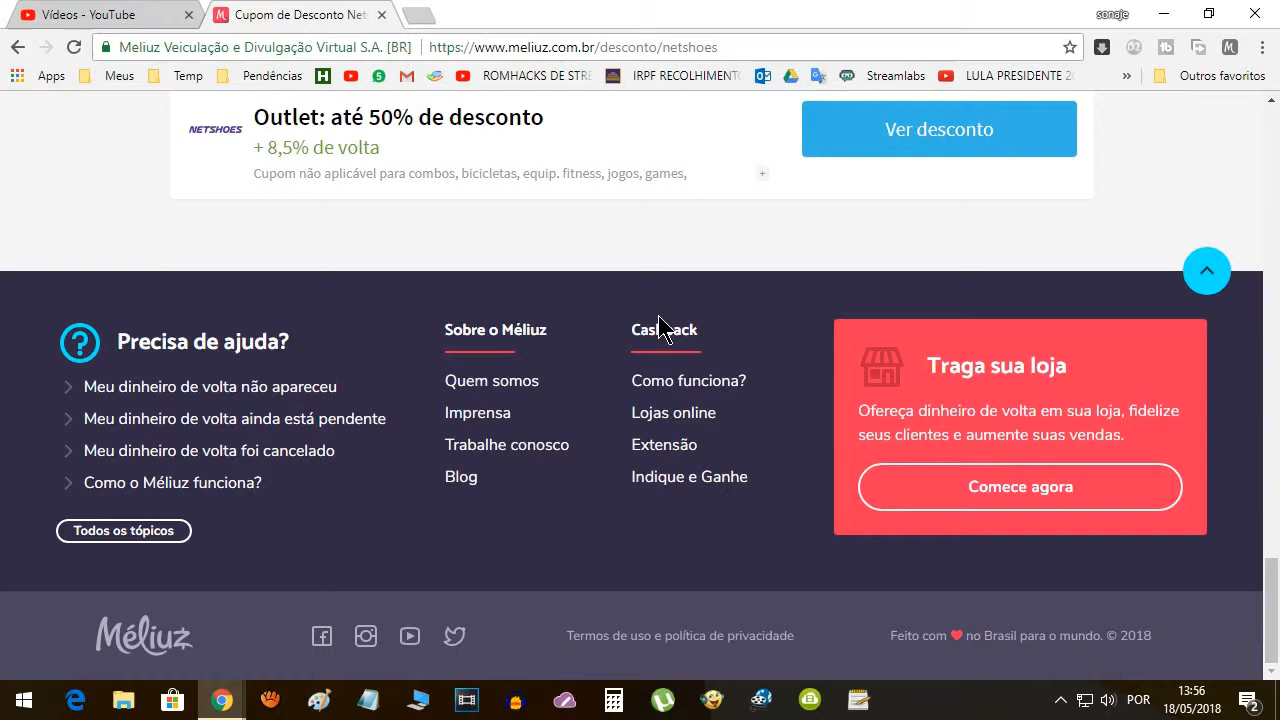 Vídeos - YouTube
Cupom de Desconto Net
sonaje
Meliuz Veiculação e Divulgação Virtual S.A. [BR]
https://www.meliuz.com.br/desconto/netshoes
Apps
Meus
Temp
Pendências
ROMHACKS DE STRE
IRPF RECOLHIMENTO
Streamlabs
LULA PRESIDENTE 20
»
Outros favoritos
NETSHOES
Outlet: até 50% de desconto
+ 8,5% de volta
Cupom não aplicável para combos, bicicletas, equip. fitness, jogos, games,
+
Ver desconto
Precisa de ajuda?
Meu dinheiro de volta não apareceu
Meu dinheiro de volta ainda está pendente
Meu dinheiro de volta foi cancelado
Como o Méliuz funciona?
Todos os tópicos
Sobre o Méliuz
Quem somos
Imprensa
Trabalhe conosco
Blog
Cashback
Como funciona?
Lojas online
Extensão
Indique e Ganhe
Traga sua loja
Ofereça dinheiro de volta em sua loja, fidelize
seus clientes e aumente suas vendas.
Comece agora
Méliuz
Termos de uso e política de privacidade
Feito com ❤ no Brasil para o mundo. © 2018
POR
13:56
18/05/2018
2